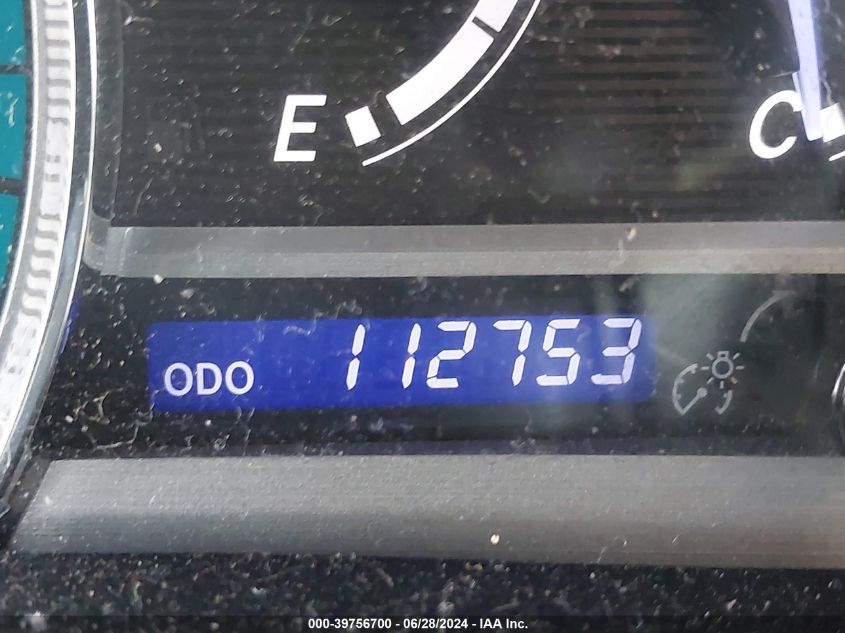 E
C
ODO 112753
000-39756700 - 06/28/2024 - IAA, Inc.